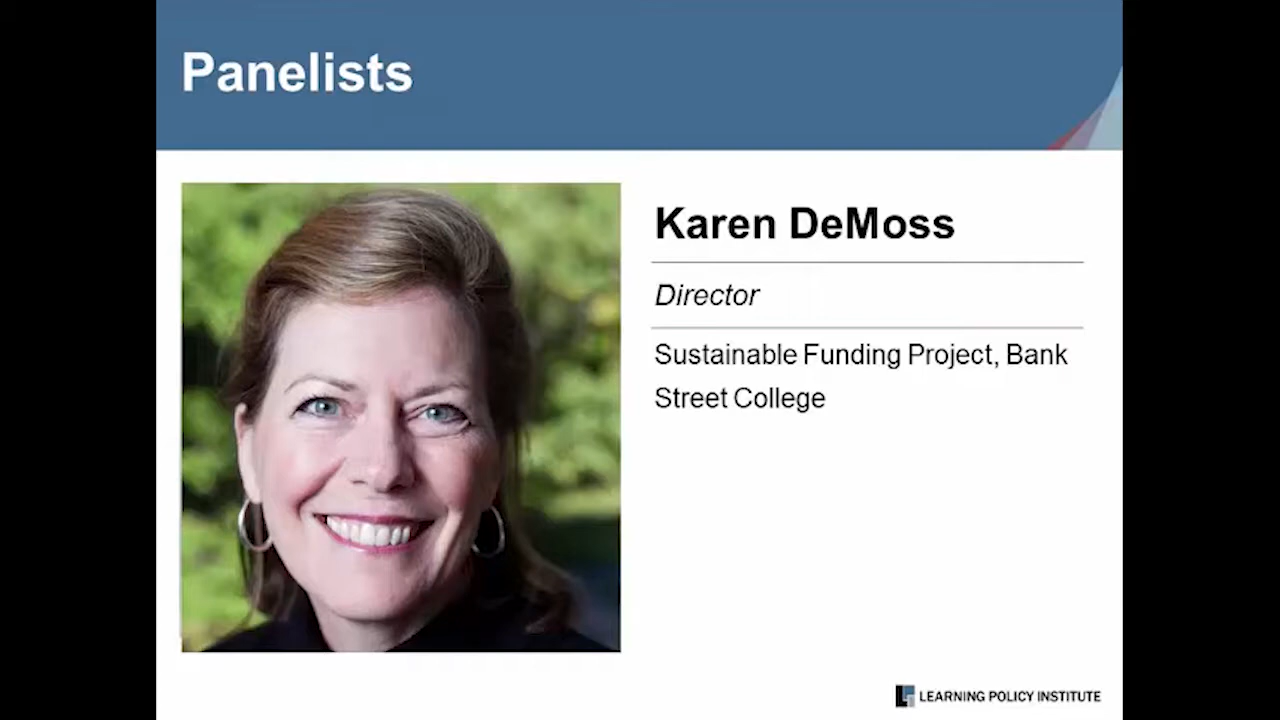 Panelists
Karen DeMoss
Director
Sustainable Funding Project, Bank
Street College
LEARNING POLICY INSTITUTE